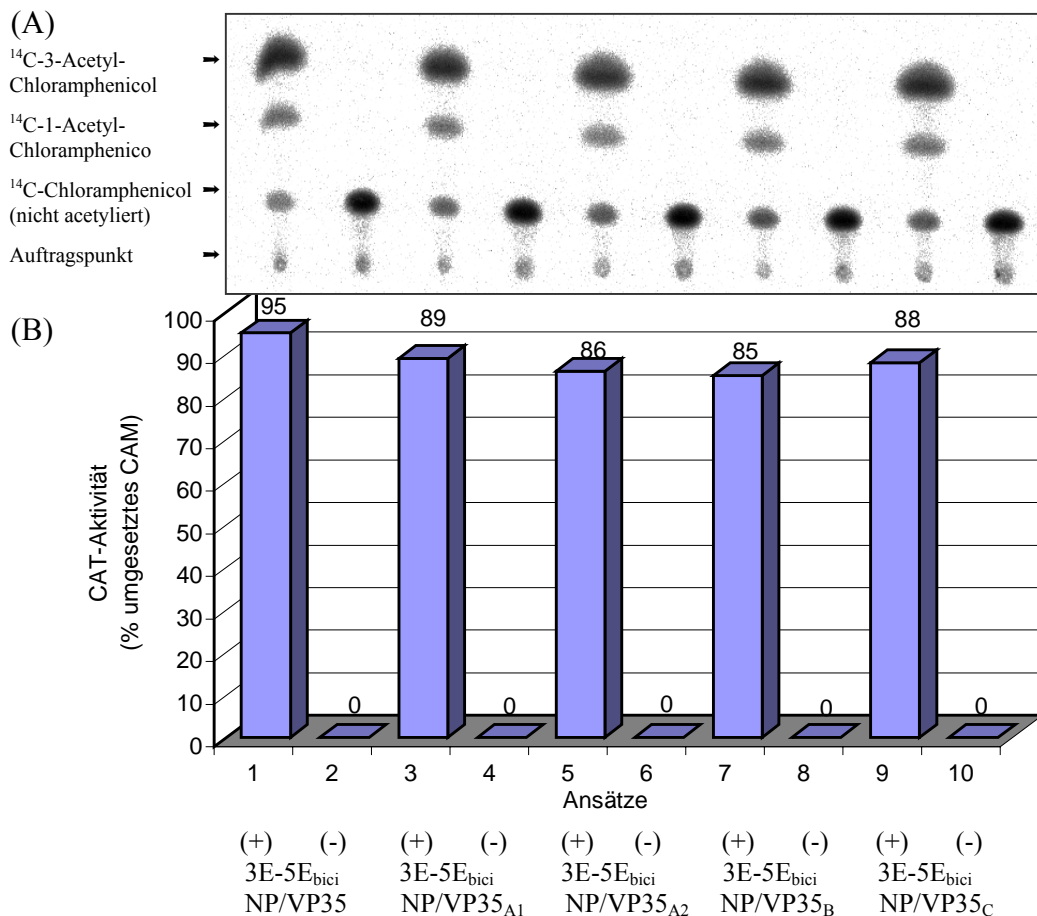 (A)
¹⁴C-3-Acetyl-
Chloramphenicol
¹⁴C-1-Acetyl-
Chloramphenico
¹⁴C-Chloramphenicol
(nicht acetyliert)
Auftragspunkt
(B)
CAT-Aktivität
(% umgesetztes CAM)
100
90
80
70
60
50
40
30
20
10
0
95 0 89 0 86 0 85 0 88 0
1 2 3 4 5 6 7 8 9 10
Ansätze
(+) (-) (+) (-) (+) (-) (+) (-) (+) (-)
3E-5E_bici 3E-5E_bici 3E-5E_bici 3E-5E_bici 3E-5E_bici
NP/VP35 NP/VP35_A1 NP/VP35_A2 NP/VP35_B NP/VP35_C